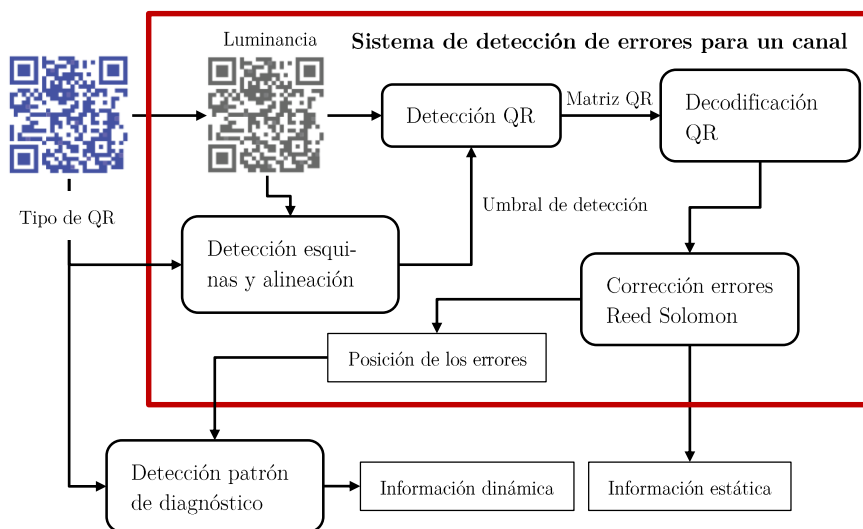 Luminancia
Sistema de detección de errores para un canal
Detección QR
Matriz QR
Decodificación
QR
Tipo de QR
Umbral de detección
Detección esqui-
nas y alineación
Corrección errores
Reed Solomon
Posición de los errores
Detección patrón
de diagnóstico
Información dinámica
Información estática